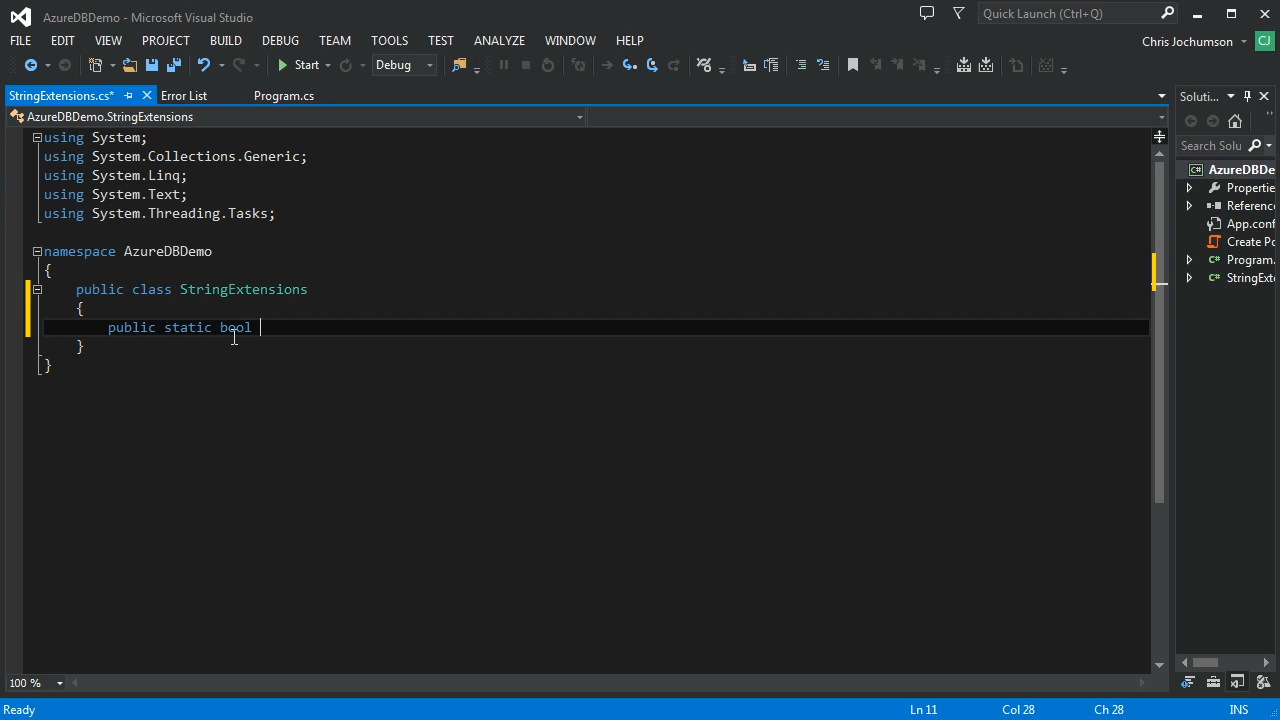 AzureDBDemo - Microsoft Visual Studio
Quick Launch (Ctrl+Q)
FILE EDIT VIEW PROJECT BUILD DEBUG TEAM TOOLS TEST ANALYZE WINDOW HELP
Chris Jochumson CJ
Start Debug
StringExtensions.cs* Error List Program.cs
Soluti...
AzureDBDemo.StringExtensions
Search Solu
using System;
using System.Collections.Generic;
using System.Linq;
using System.Text;
using System.Threading.Tasks;
namespace AzureDBDemo
{
public class StringExtensions
{
public static bool
}
}
C# AzureDBDe
Propertie
Referenc
App.conf
Create Po
C# Program.
C# StringExte
100 %
Ready
Ln 11 Col 28 Ch 28 INS